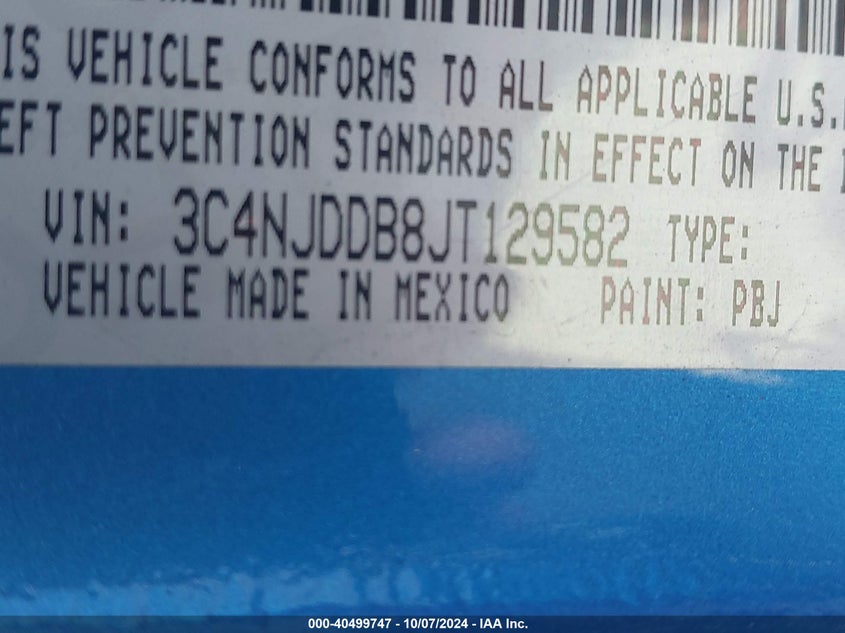 IS VEHICLE CONFORMS TO ALL APPLICABLE U.S.
EFT PREVENTION STANDARDS IN EFFECT ON THE
VIN: 3C4NJDDB8JT129582 TYPE:
VEHICLE MADE IN MEXICO PAINT: PBJ
000-40499747 - 10/07/2024 - IAA Inc.